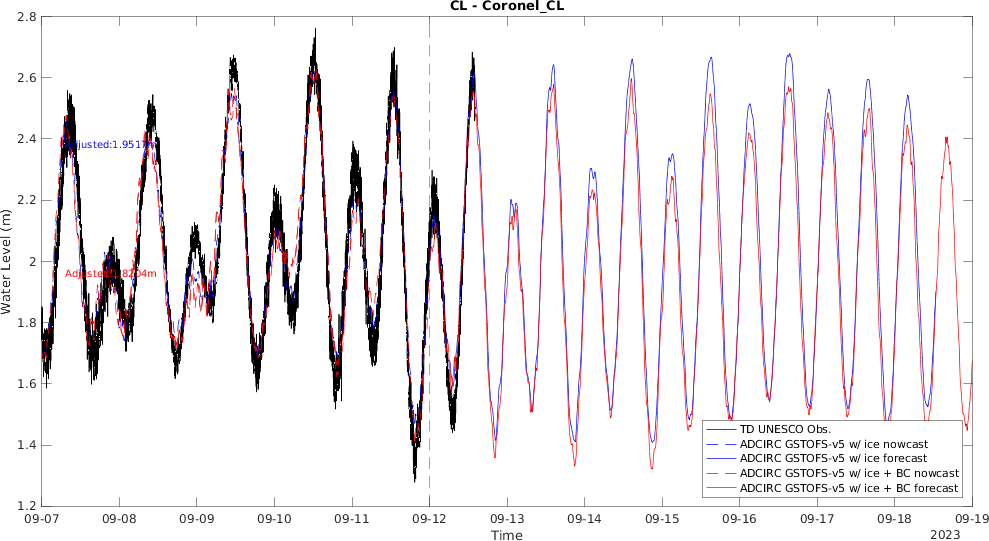 CL - Coronel_CL
2.8
2.6
2.4
2.2
2
1.8
1.6
1.4
1.2
Water Level (m)
TD UNESCO Obs.
ADCIRC GSTOFS-v5 w/ ice nowcast
ADCIRC GSTOFS-v5 w/ ice forecast
ADCIRC GSTOFS-v5 w/ ice + BC nowcast
ADCIRC GSTOFS-v5 w/ ice + BC forecast
09-07 09-08 09-09 09-10 09-11 09-12 09-13 09-14 09-15 09-16 09-17 09-18 09-19
Time
2023